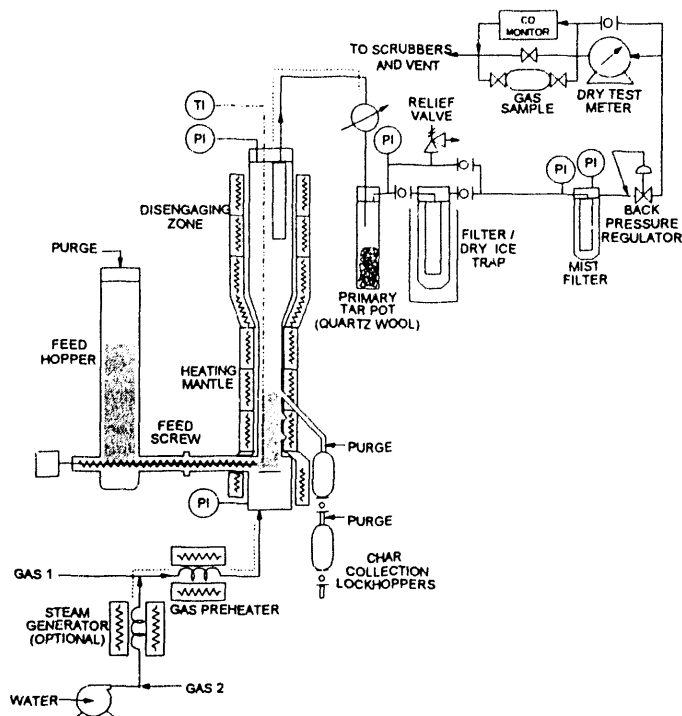 CO
MONITOR
TO SCRUBBERS
AND VENT
GAS
SAMPLE
DRY TEST
METER
TI
PI
RELIEF
VALVE
PI
PI
PI
DISENGAGING
ZONE
BACK
PRESSURE
REGULATOR
FILTER /
DRY ICE
TRAP
MIST
FILTER
PURGE
PRIMARY
TAR POT
(QUARTZ WOOL)
FEED
HOPPER
HEATING
MANTLE
FEED
SCREW
PURGE
PI
PURGE
CHAR
COLLECTION
LOCKHOPPERS
GAS 1
GAS PREHEATER
STEAM
GENERATOR
(OPTIONAL)
GAS 2
WATER